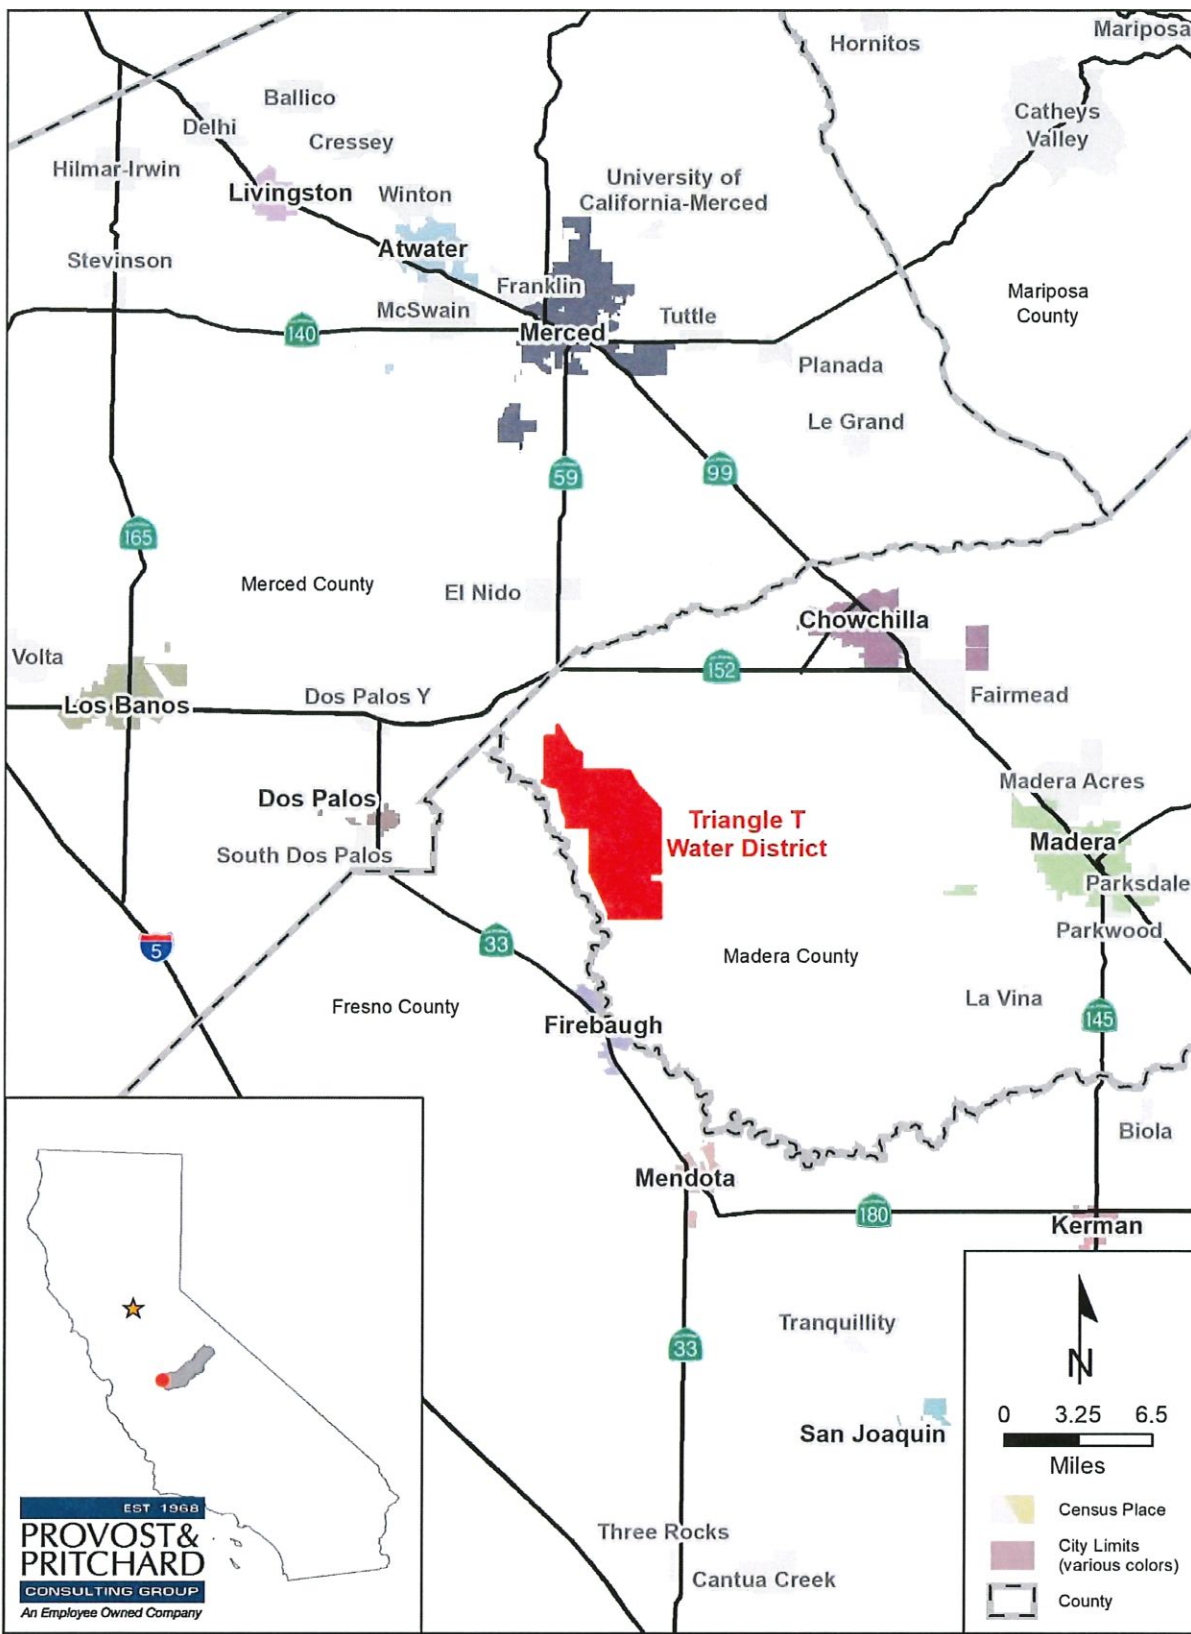 Hornitos
Mariposa
Ballico
Catheys
Valley
Delhi
Cressey
Hilmar-Irwin
University of
California-Merced
Livingston
Winton
Atwater
Stevinson
Franklin
Mariposa
County
McSwain
Tuttle
140
Merced
Planada
Le Grand
59
99
165
Merced County
El Nido
Chowchilla
Volta
152
Los Banos
Dos Palos Y
Fairmead
Madera Acres
Dos Palos
Triangle T
Water District
Madera
South Dos Palos
Parksdale
Parkwood
5
33
Madera County
La Vina
Fresno County
145
Firebaugh
Biola
Mendota
180
Kerman
Tranquillity
33
San Joaquin
Three Rocks
Cantua Creek
N
0 3.25 6.5
Miles
Census Place
City Limits
(various colors)
County
EST 1968
PROVOST&
PRITCHARD
CONSULTING GROUP
An Employee Owned Company